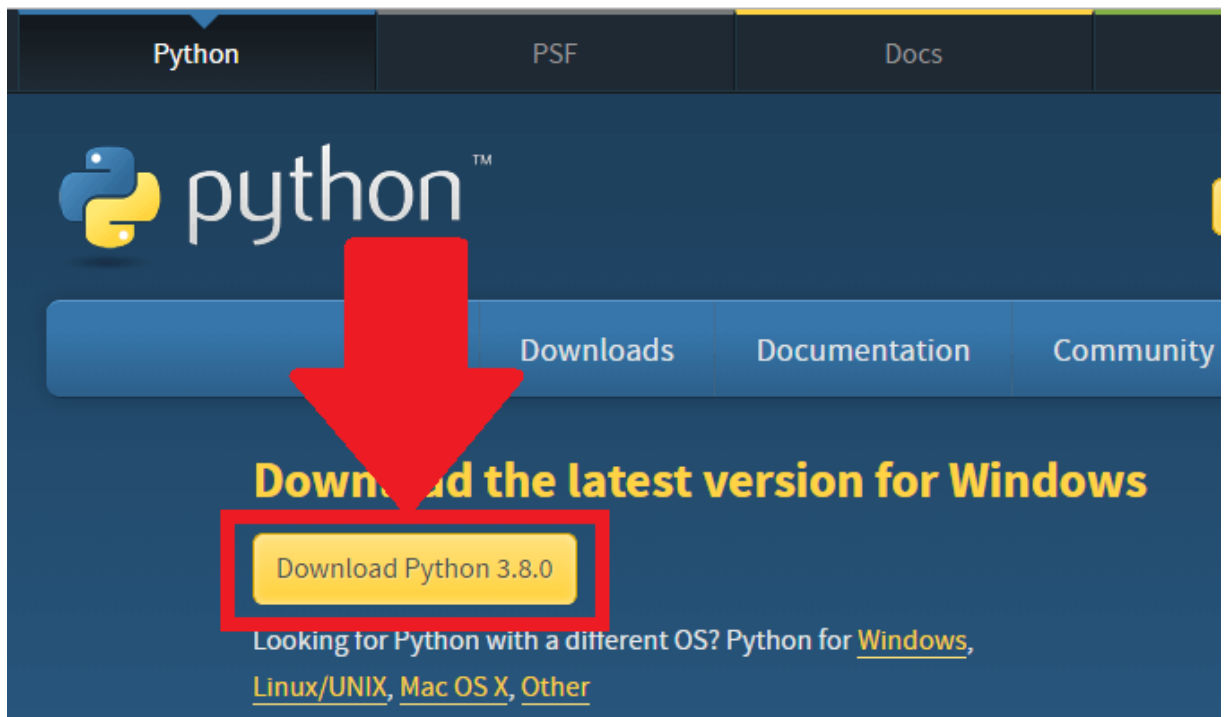 Python PSF Docs
python™
Downloads Documentation Community
Download the latest version for Windows
Download Python 3.8.0
Looking for Python with a different OS? Python for Windows,
Linux/UNIX, Mac OS X, Other